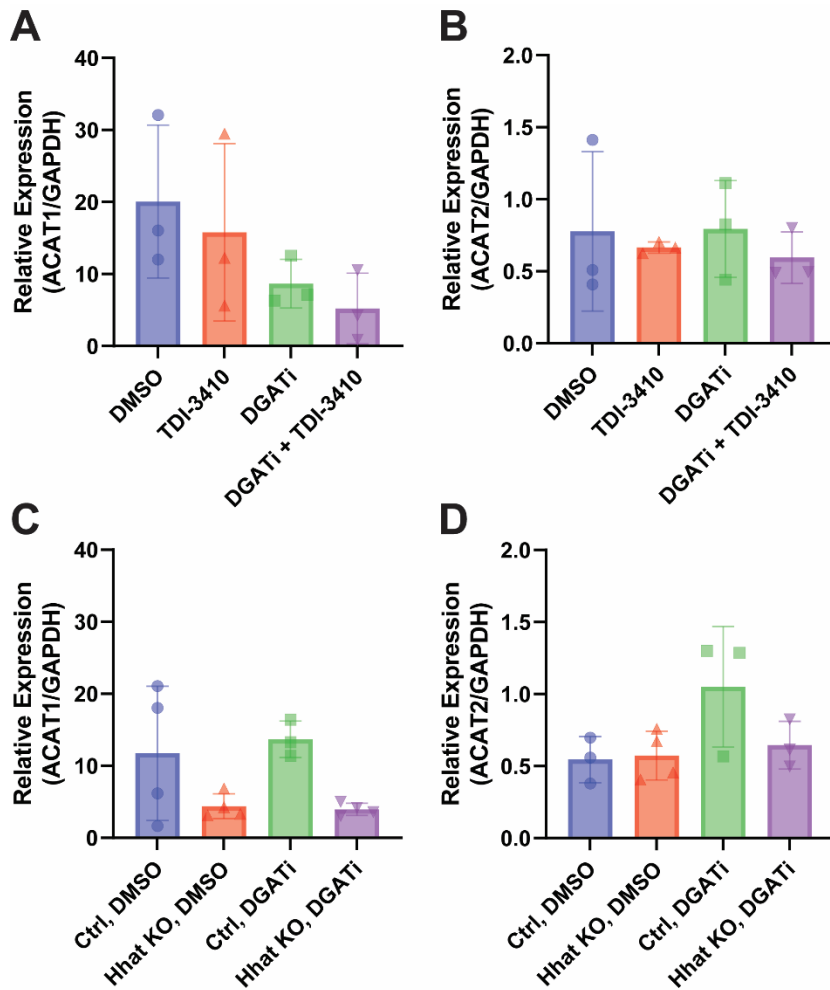 A
Relative Expression
(ACAT1/GAPDH)
40
30
20
10
0
DMSO
TDI-3410
DGATi
DGATi + TDI-3410
B
Relative Expression
(ACAT2/GAPDH)
2.0
1.5
1.0
0.5
0.0
DMSO
TDI-3410
DGATi
DGATi + TDI-3410
C
Relative Expression
(ACAT1/GAPDH)
40
30
20
10
0
Ctrl, DMSO
Hhat KO, DMSO
Ctrl, DGATi
Hhat KO, DGATi
D
Relative Expression
(ACAT2/GAPDH)
2.0
1.5
1.0
0.5
0.0
Ctrl, DMSO
Hhat KO, DMSO
Ctrl, DGATi
Hhat KO, DGATi